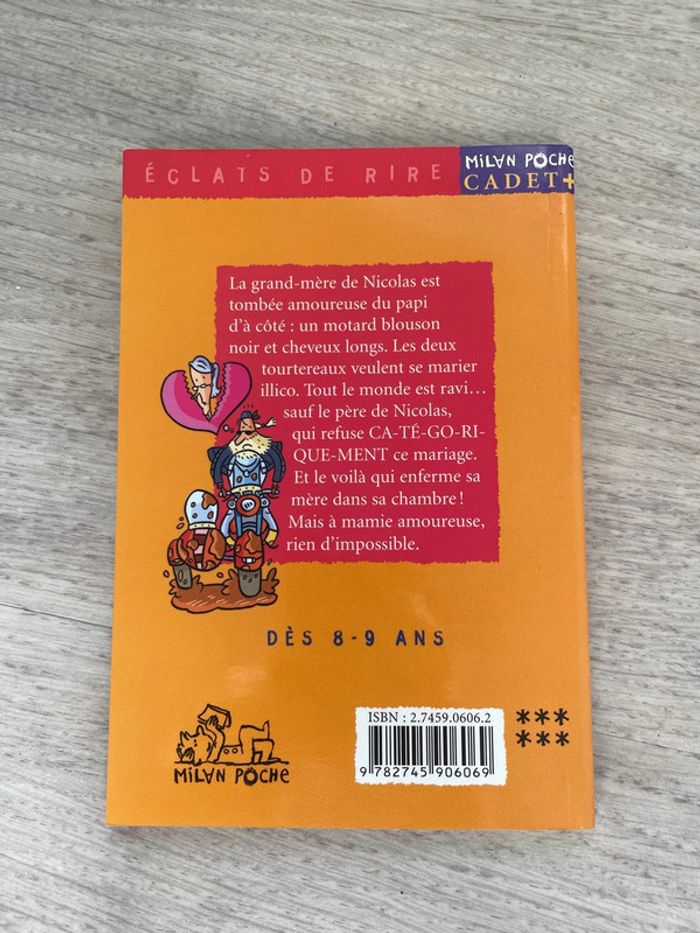 ÉCLATS DE RIRE
MILAN POCHE
CADET+
La grand-mère de Nicolas est
tombée amoureuse du papi
d'à côté : un motard blouson
noir et cheveux longs. Les deux
tourtereaux veulent se marier
illico. Tout le monde est ravi…
sauf le père de Nicolas,
qui refuse CA-TÉ-GO-RI-
QUE-MENT ce mariage.
Et le voilà qui enferme sa
mère dans sa chambre !
Mais à mamie amoureuse,
rien d'impossible.
DÈS 8-9 ANS
MILAN POCHE
ISBN : 2.7459.0606.2
***
***
9 782745 906069